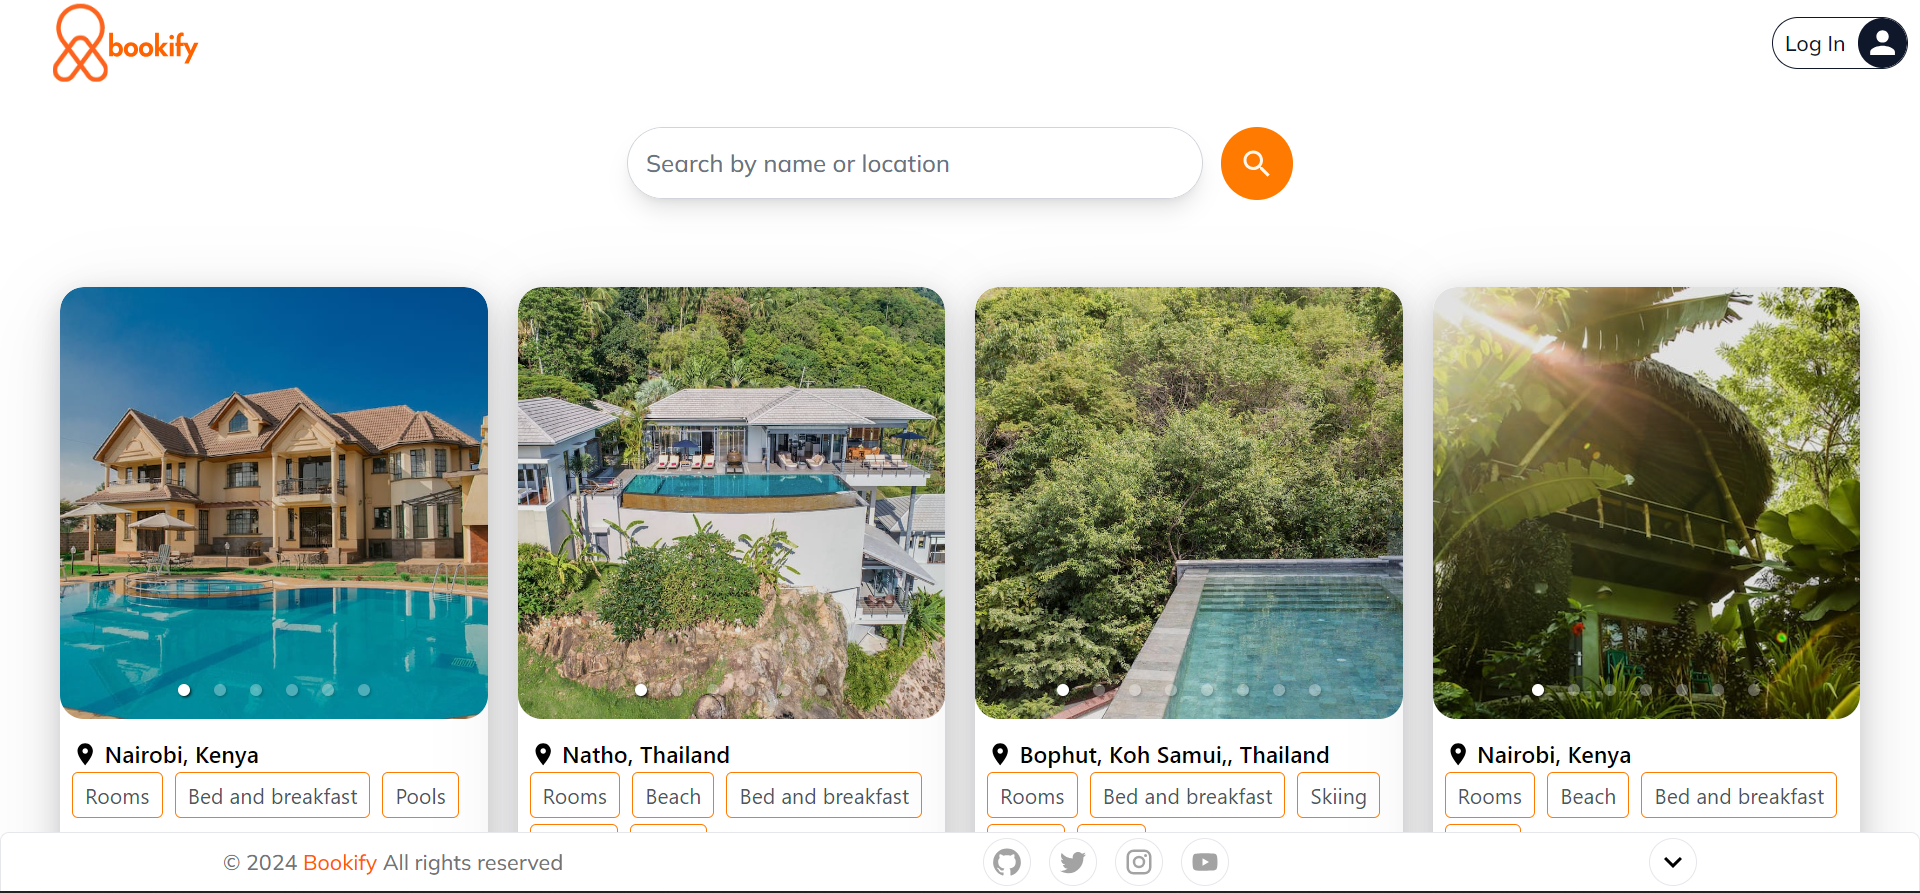 bookify
Log In
Search by name or location
Nairobi, Kenya
Rooms Bed and breakfast Pools
Natho, Thailand
Rooms Beach Bed and breakfast
Bophut, Koh Samui,, Thailand
Rooms Bed and breakfast Skiing
Nairobi, Kenya
Rooms Beach Bed and breakfast
© 2024 Bookify All rights reserved